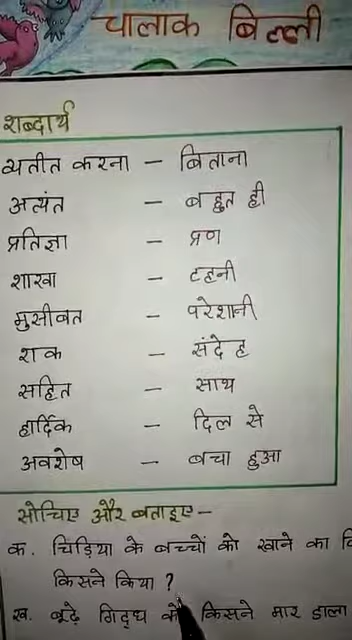 चालाक बिल्ली
शब्दार्थ
व्यतीत करना – बिताना
अत्यंत – बहुत ही
प्रतिज्ञा – प्रण
शाखा – टहनी
मुसीबत – परेशानी
शक – संदेह
सहित – साथ
हार्दिक – दिल से
अवशेष – बचा हुआ
सोचिए और बताइए –
क. चिड़िया के बच्चों को खाने का
किसने किया ?
ख. बूढ़े गिद्ध को किसने मार डाला